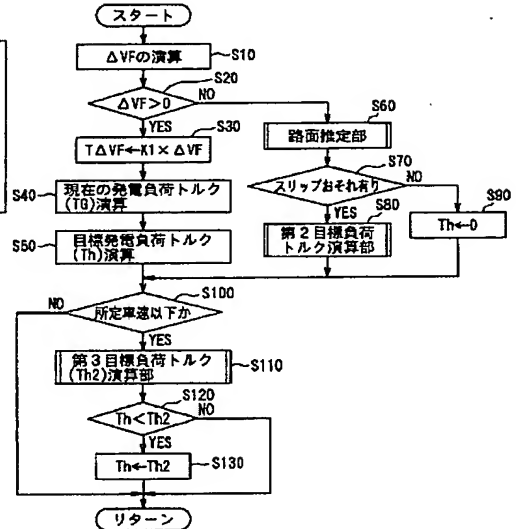 スタート
ΔVFの演算
S10
S20
ΔVF>0
NO
YES
S30
TΔVF←K1×ΔVF
S40
現在の発電負荷トルク
(TG)演算
S50
目標発電負荷トルク
(Th)演算
S60
路面推定部
S70
スリップおそれ有り
NO
YES
S80
第2目標負荷
トルク演算部
S90
Th←0
S100
所定車速以下か
NO
YES
第3目標負荷トルク
(Th2)演算部
S110
S120
Th<Th2
NO
YES
Th←Th2
S130
リターン